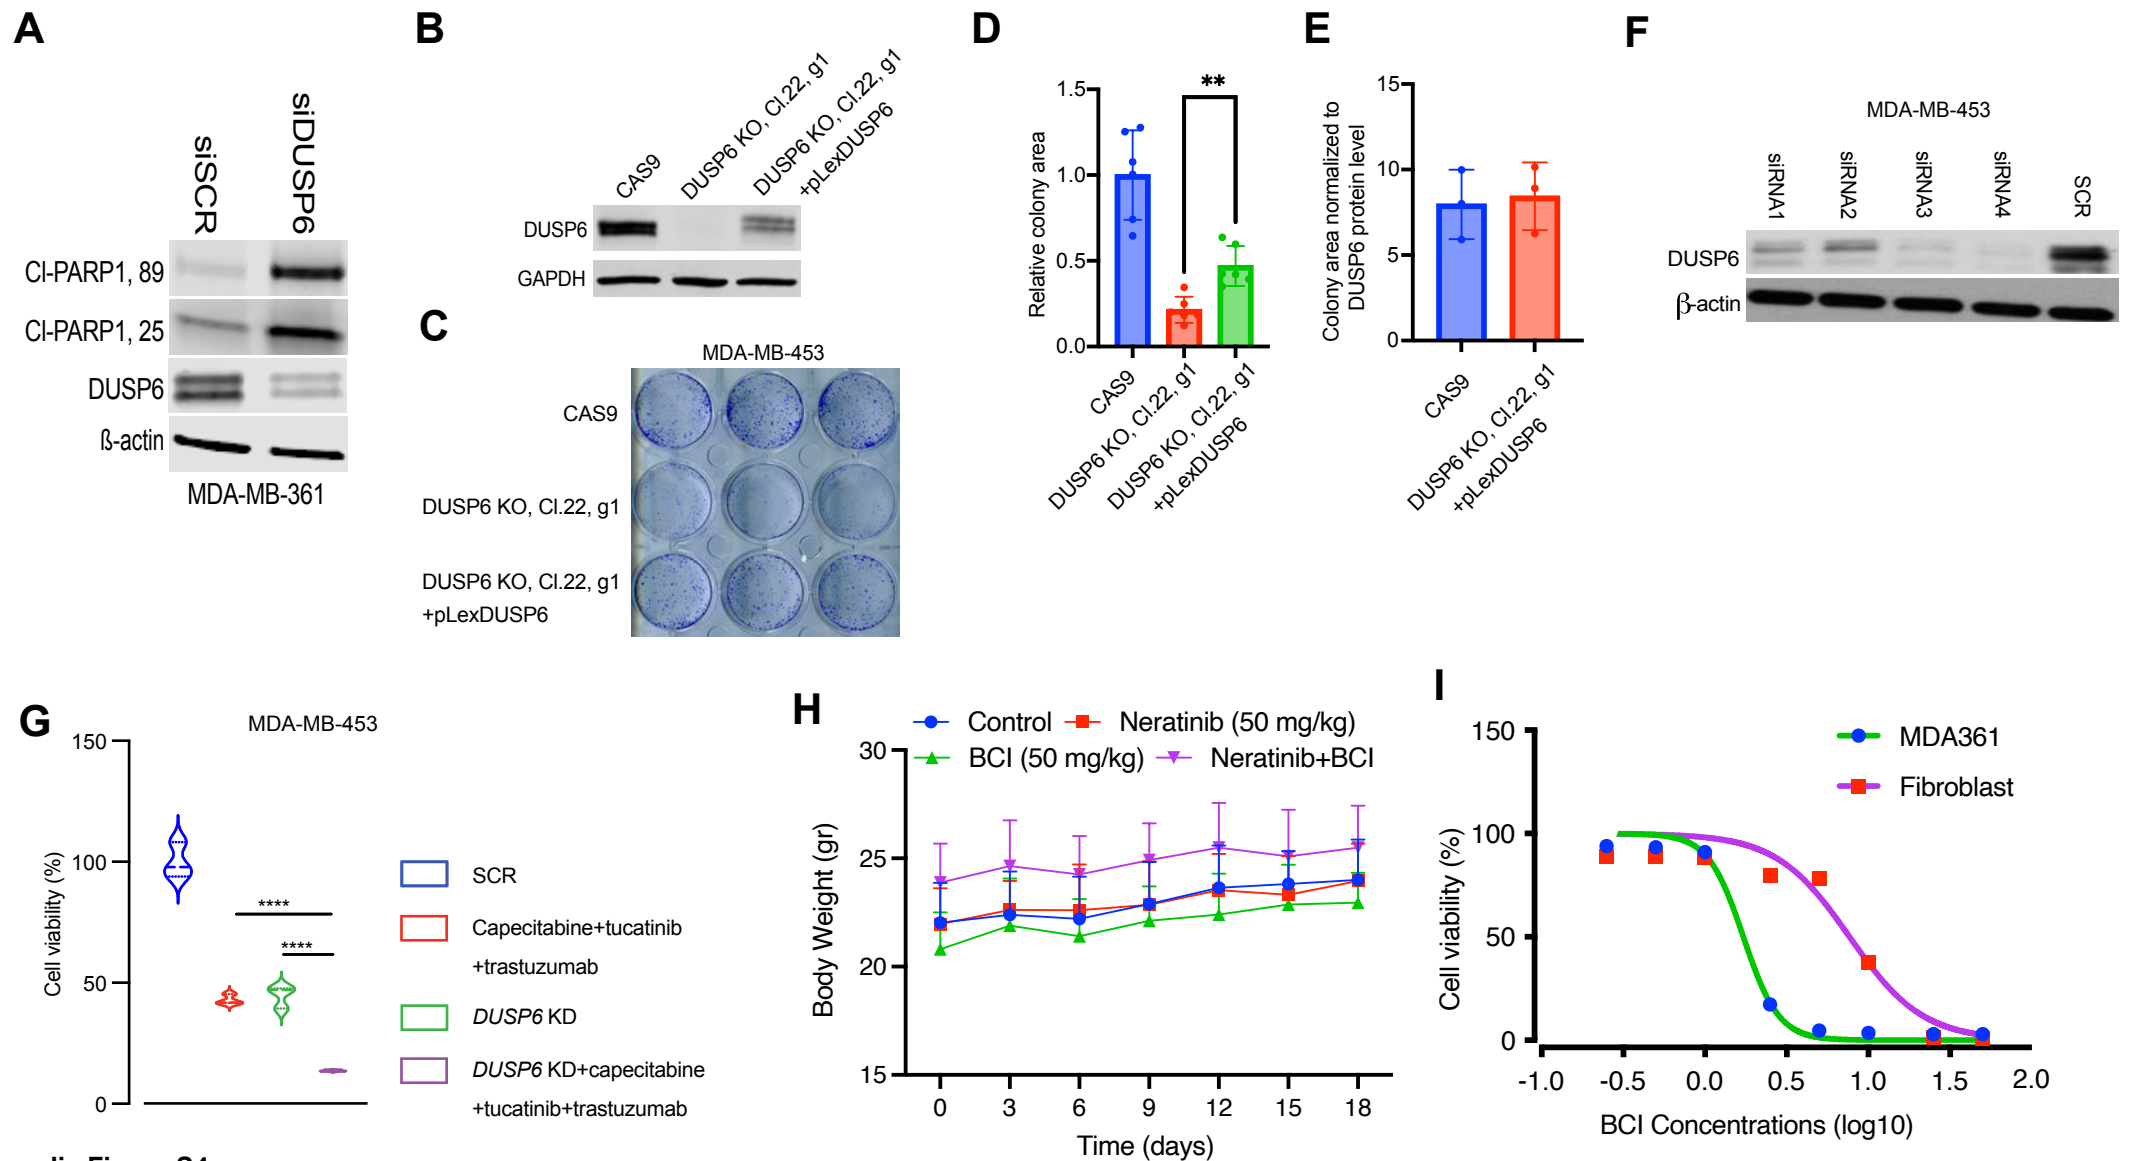 A
siSCR
siDUSP6
Cl-PARP1, 89
Cl-PARP1, 25
DUSP6
ß-actin
MDA-MB-361
B
CAS9
DUSP6 KO, Cl.22, g1
DUSP6 KO, Cl.22, g1
+pLexDUSP6
DUSP6
GAPDH
C
MDA-MB-453
CAS9
DUSP6 KO, Cl.22, g1
DUSP6 KO, Cl.22, g1
+pLexDUSP6
D
Relative colony area
1.5
1.0
0.5
0.0
**
CAS9
DUSP6 KO, Cl.22, g1
DUSP6 KO, Cl.22, g1
+pLexDUSP6
E
Colony area normalized to
DUSP6 protein level
15
10
5
0
CAS9
DUSP6 KO, Cl.22, g1
+pLexDUSP6
F
MDA-MB-453
siRNA1
siRNA2
siRNA3
siRNA4
SCR
DUSP6
β-actin
G
MDA-MB-453
Cell viability (%)
150
100
50
0
****
****
SCR
Capecitabine+tucatinib
+trastuzumab
DUSP6 KD
DUSP6 KD+capecitabine
+tucatinib+trastuzumab
H
Control
Neratinib (50 mg/kg)
BCI (50 mg/kg)
Neratinib+BCI
Body Weight (gr)
30
25
20
15
0 3 6 9 12 15 18
Time (days)
I
MDA361
Fibroblast
Cell viability (%)
150
100
50
0
-1.0 -0.5 0.0 0.5 1.0 1.5 2.0
BCI Concentrations (log10)